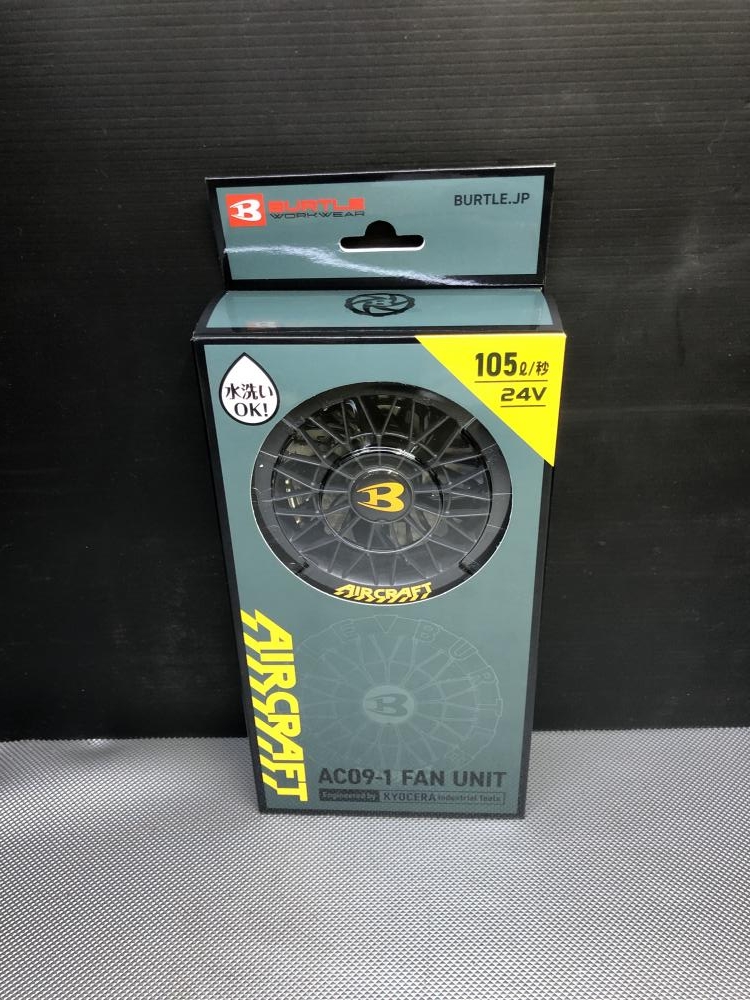 BURTLE
WORKWEAR
BURTLE.JP
水洗い
OK!
105ℓ/秒
24V
B
AIRCRAFT
AIRCRAFT
B
AC09-1 FAN UNIT
Engineered by KYOCERA Industrial Tools